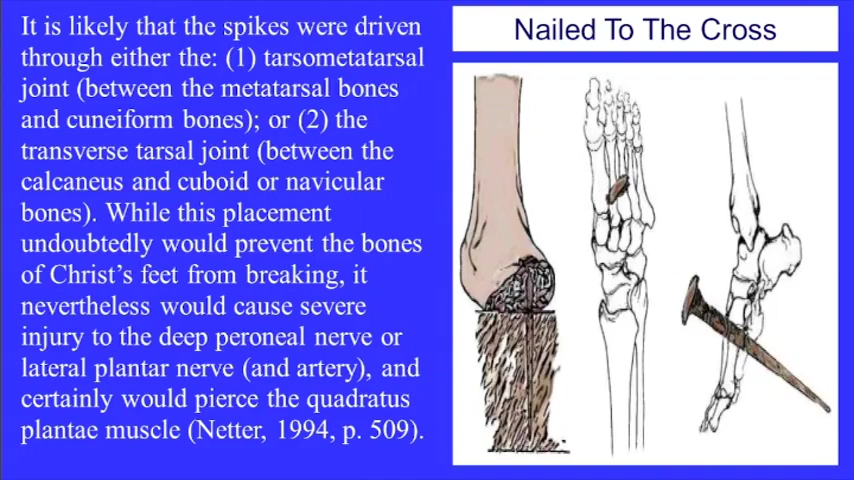 It is likely that the spikes were driven
through either the: (1) tarsometatarsal
joint (between the metatarsal bones
and cuneiform bones); or (2) the
transverse tarsal joint (between the
calcaneus and cuboid or navicular
bones). While this placement
undoubtedly would prevent the bones
of Christ’s feet from breaking, it
nevertheless would cause severe
injury to the deep peroneal nerve or
lateral plantar nerve (and artery), and
certainly would pierce the quadratus
plantae muscle (Netter, 1994, p. 509).
Nailed To The Cross